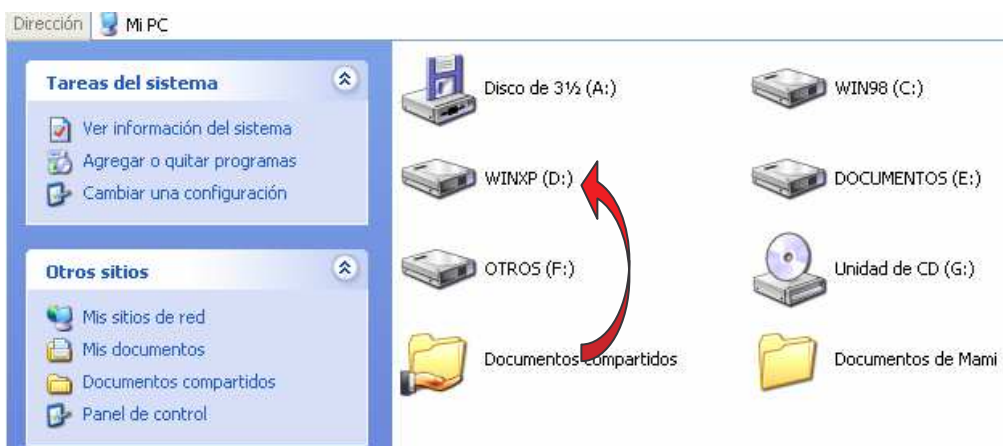 Dirección Mi PC
Tareas del sistema
Ver información del sistema
Agregar o quitar programas
Cambiar una configuración
Otros sitios
Mis sitios de red
Mis documentos
Documentos compartidos
Panel de control
Disco de 3½ (A:)
WIN98 (C:)
WINXP (D:)
DOCUMENTOS (E:)
OTROS (F:)
Unidad de CD (G:)
Documentos compartidos
Documentos de Mami